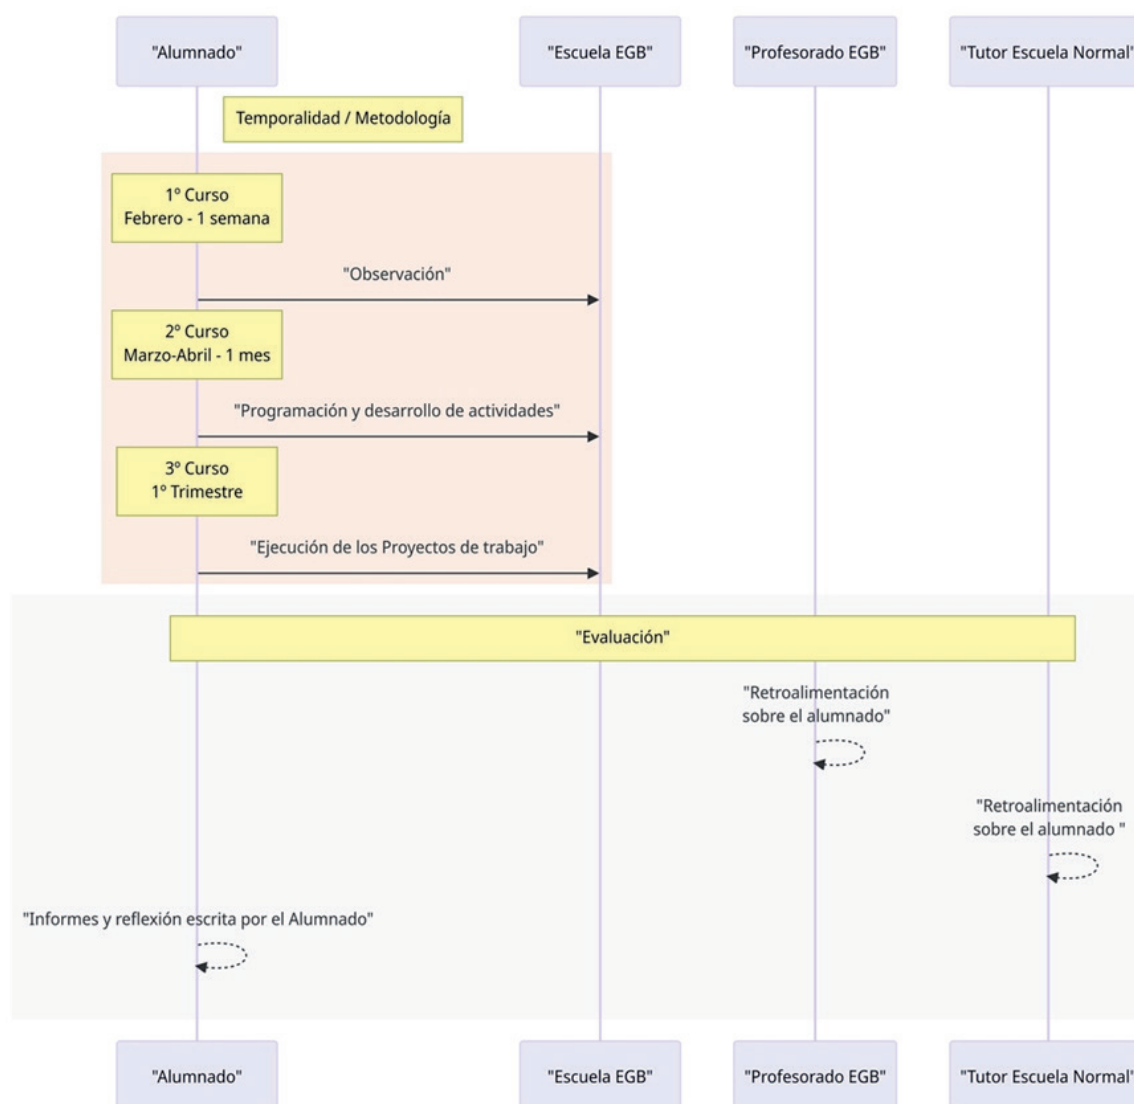 "Alumnado"
"Escuela EGB"
"Profesorado EGB"
"Tutor Escuela Normal"
Temporalidad / Metodología
1º Curso
Febrero - 1 semana
"Observación"
2º Curso
Marzo-Abril - 1 mes
"Programación y desarrollo de actividades"
3º Curso
1º Trimestre
"Ejecución de los Proyectos de trabajo"
"Evaluación"
"Retroalimentación
sobre el alumnado"
"Retroalimentación
sobre el alumnado "
"Informes y reflexión escrita por el Alumnado"
"Alumnado"
"Escuela EGB"
"Profesorado EGB"
"Tutor Escuela Normal"